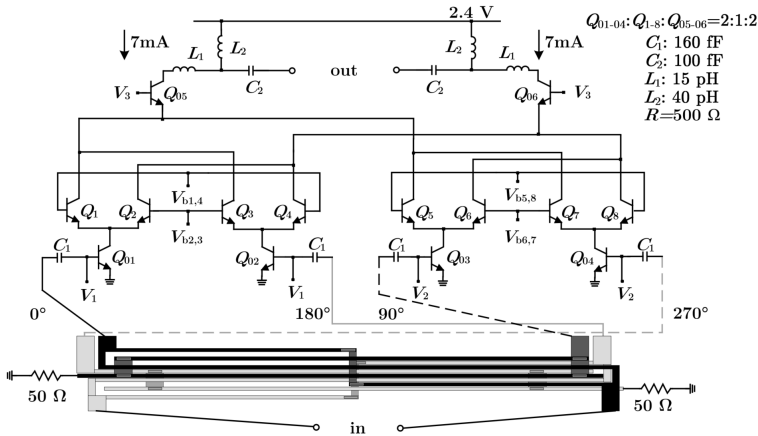 2.4 V
Q01-04:Q1-8:Q05-06=2:1:2
C1: 160 fF
C2: 100 fF
L1: 15 pH
L2: 40 pH
R=500 Ω
7mA
L1
L2
C2
out
L2
L1
C2
7mA
V3
Q05
Q06
V3
Q1
Q2
Vb1,4
Vb2,3
Q3
Q4
Q5
Q6
Vb5,8
Vb6,7
Q7
Q8
C1
Q01
V1
Q02
C1
V1
C1
Q03
V2
Q04
C1
V2
0°
180°
90°
270°
50 Ω
50 Ω
in